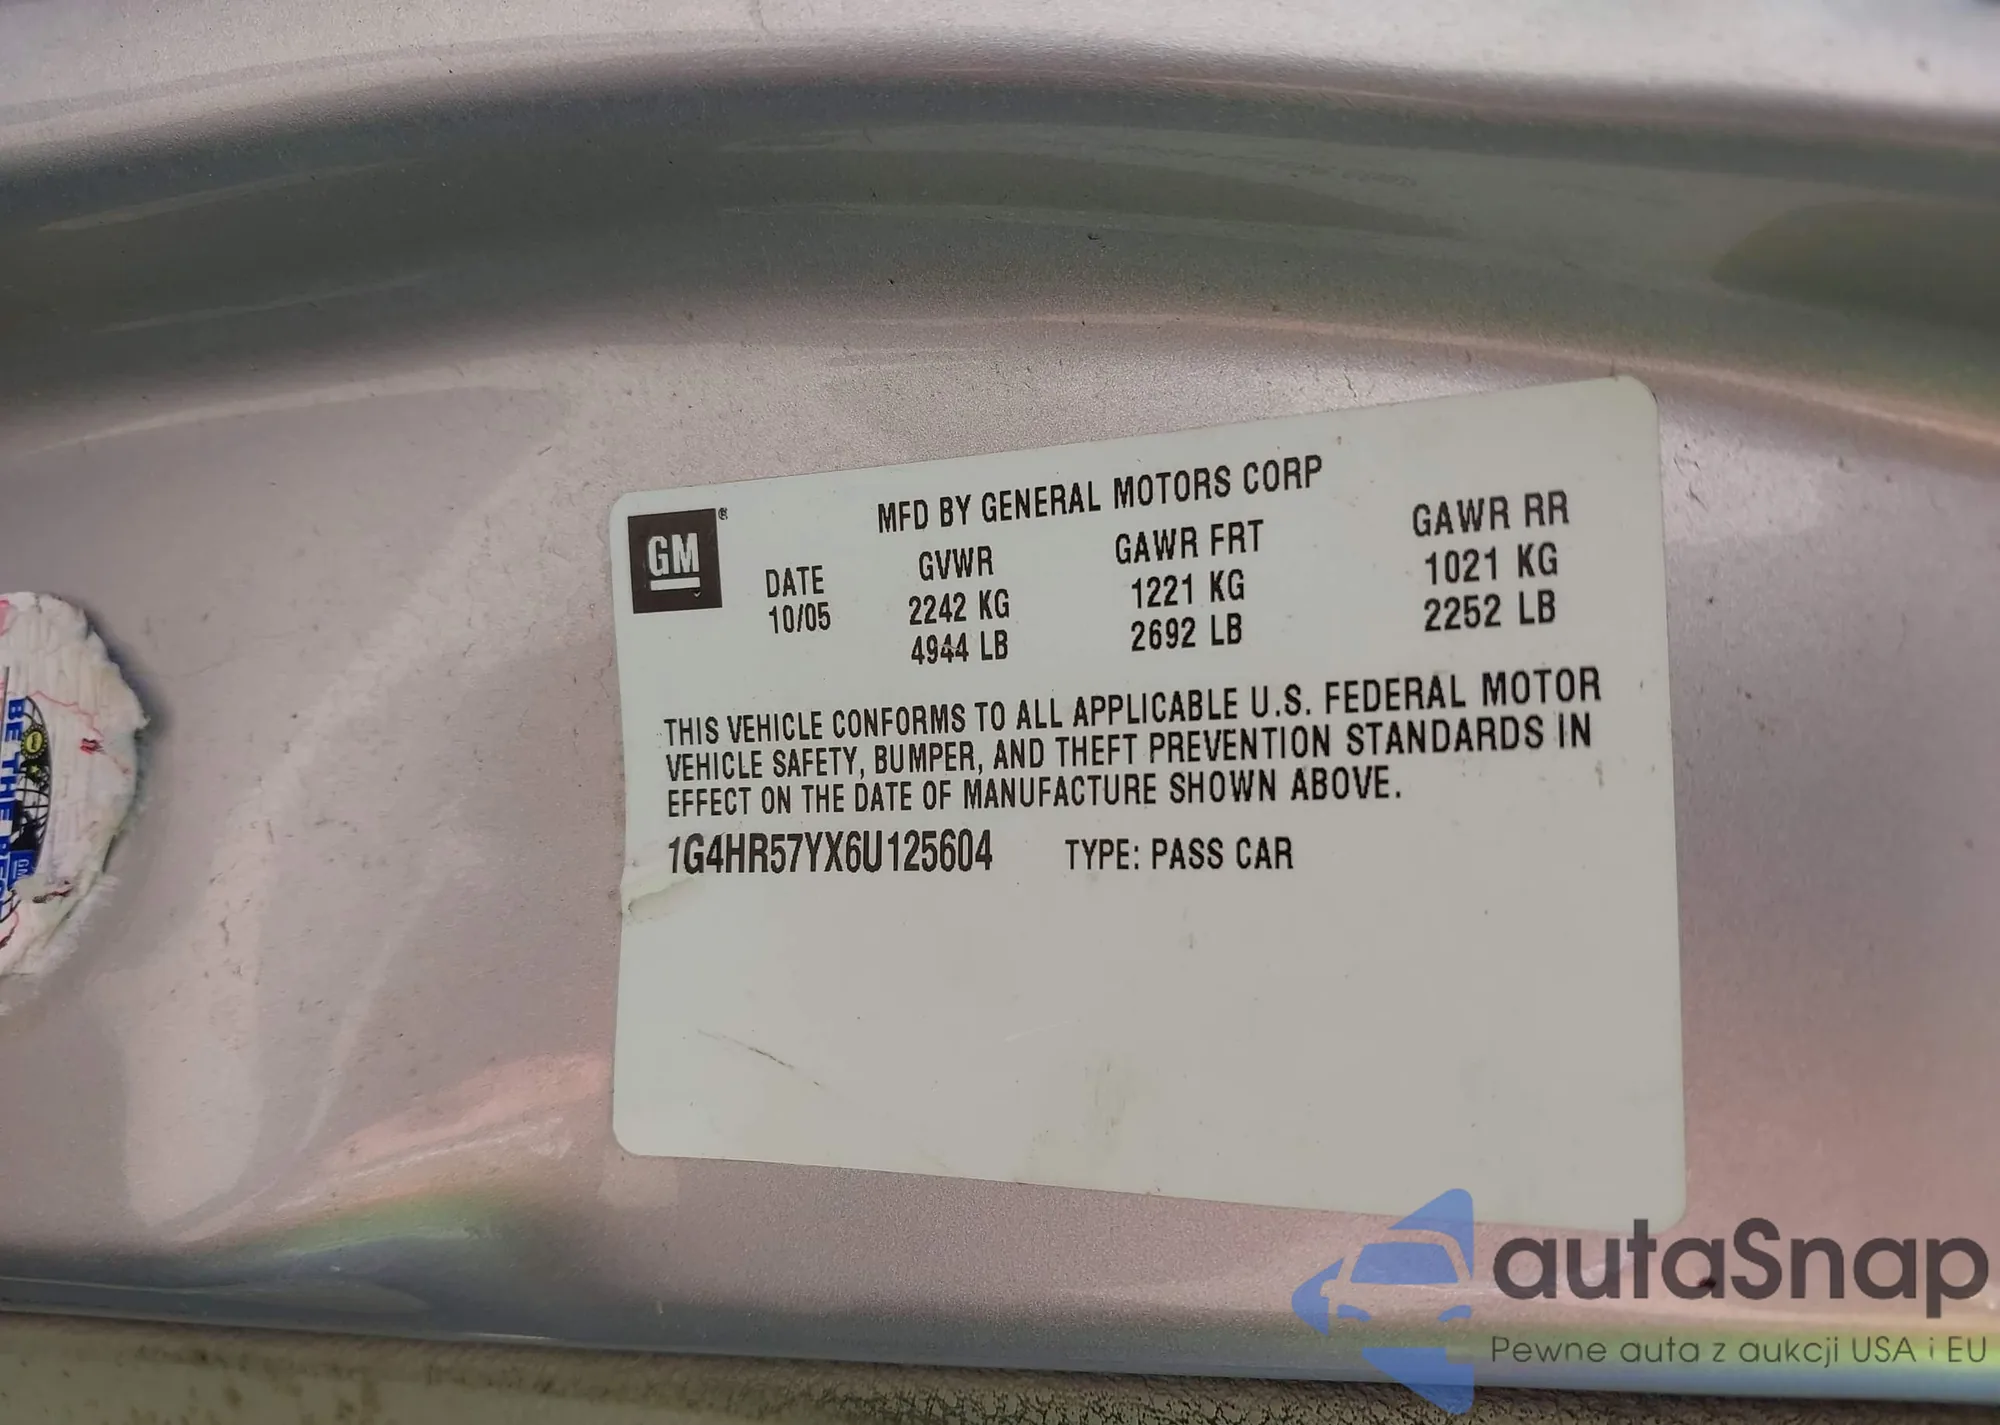 MFD BY GENERAL MOTORS CORP
GM ®
DATE GVWR GAWR FRT GAWR RR
10/05 2242 KG 1221 KG 1021 KG
4944 LB 2692 LB 2252 LB
THIS VEHICLE CONFORMS TO ALL APPLICABLE U.S. FEDERAL MOTOR
VEHICLE SAFETY, BUMPER, AND THEFT PREVENTION STANDARDS IN
EFFECT ON THE DATE OF MANUFACTURE SHOWN ABOVE.
1G4HR57YX6U125604 TYPE: PASS CAR
BE THE
GM
autaSnap
Pewne auta z aukcji USA i EU